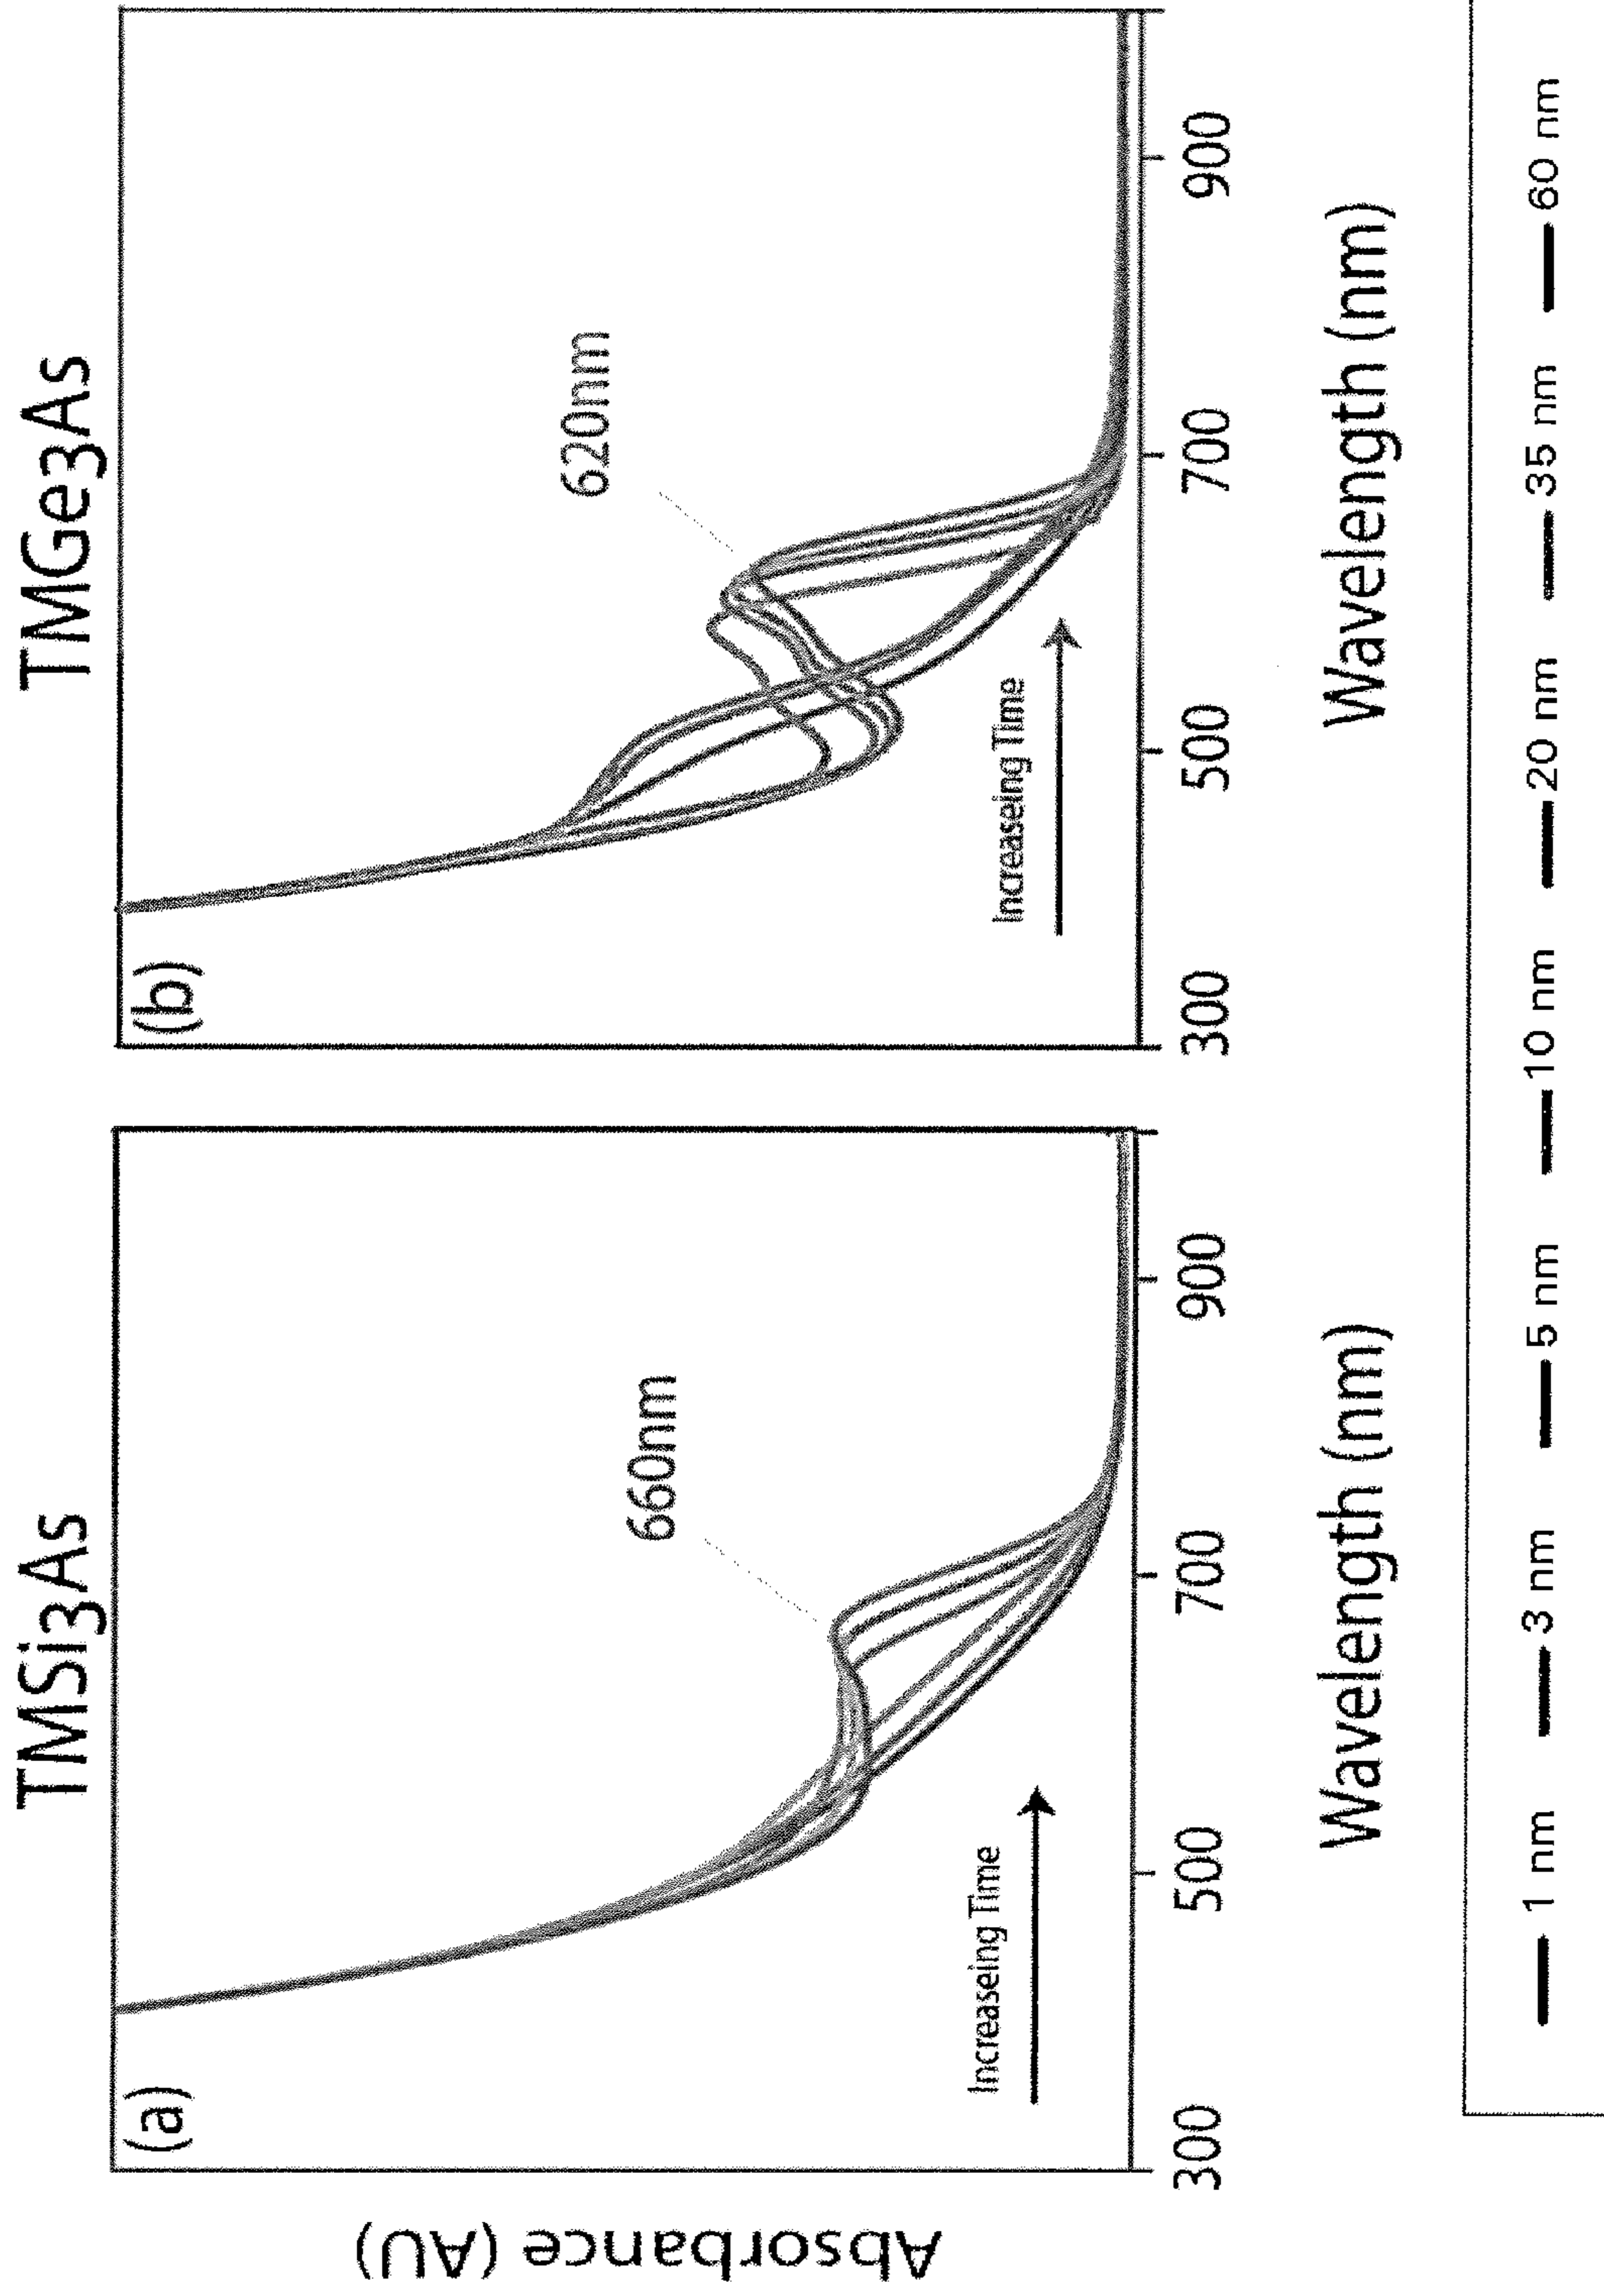 TMSi3As
TMGe3As
(a)
660nm
Increaseing Time
(b)
620nm
Increaseing Time
Absorbance (AU)
300 500 700 900
300 500 700 900
Wavelength (nm)
Wavelength (nm)
1 nm 3 nm 5 nm 10 nm 20 nm 35 nm 60 nm